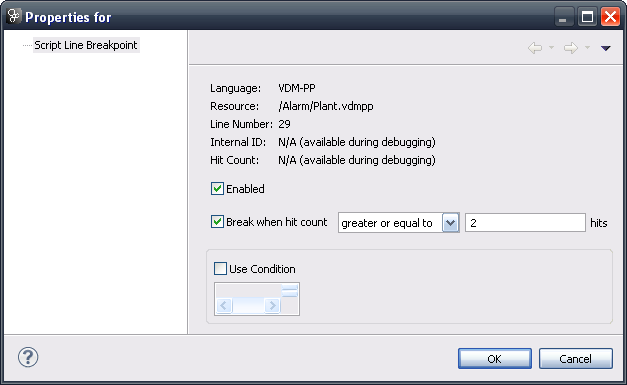 Properties for
Script Line Breakpoint
Language: VDM-PP
Resource: /Alarm/Plant.vdmpp
Line Number: 29
Internal ID: N/A (available during debugging)
Hit Count: N/A (available during debugging)
Enabled
Break when hit count greater or equal to 2 hits
Use Condition
?
OK Cancel